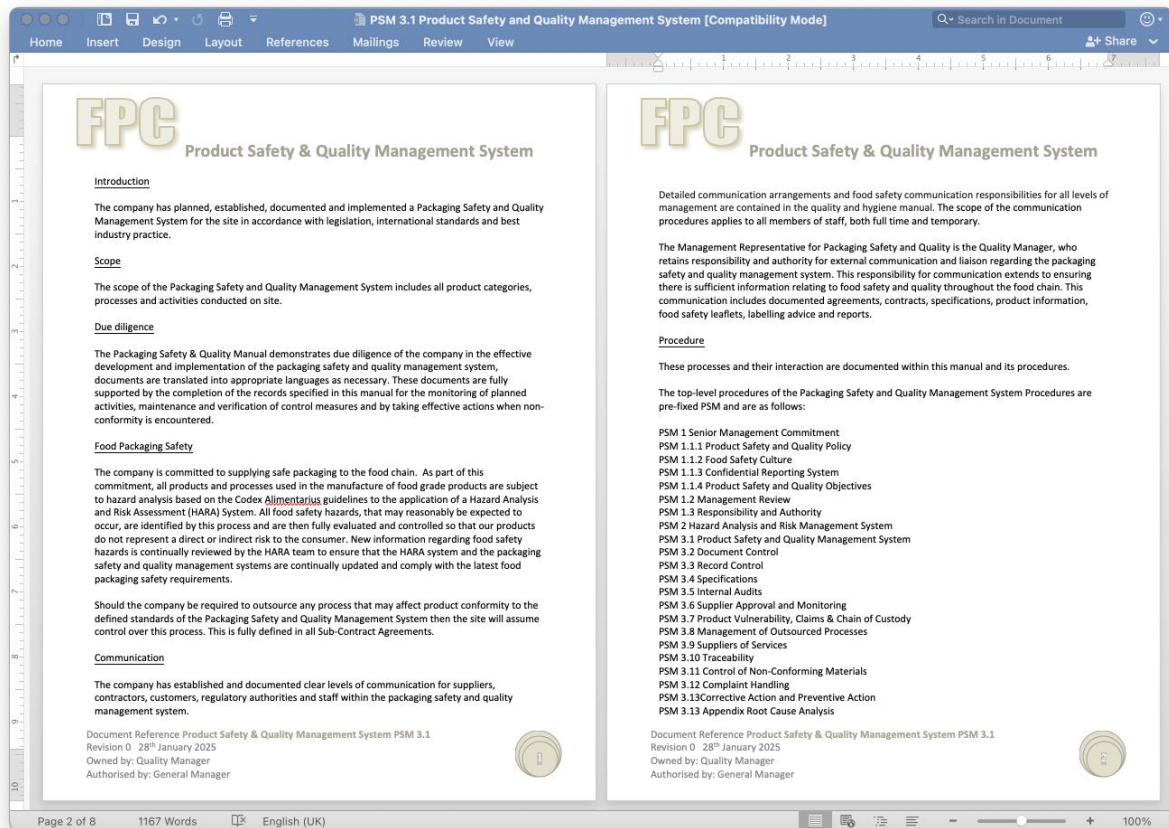 PSM 3.1 Product Safety and Quality Management System [Compatibility Mode]
Search in Document
Home Insert Design Layout References Mailings Review View
Share
1 2 3 4 5 6 7
FPC
Product Safety & Quality Management System
Introduction
The company has planned, established, documented and implemented a Packaging Safety and Quality
Management System for the site in accordance with legislation, international standards and best
industry practice.
Scope
The scope of the Packaging Safety and Quality Management System includes all product categories,
processes and activities conducted on site.
Due diligence
The Packaging Safety & Quality Manual demonstrates due diligence of the company in the effective
development and implementation of the packaging safety and quality management system,
documents are translated into appropriate languages as necessary. These documents are fully
supported by the completion of the records specified in this manual for the monitoring of planned
activities, maintenance and verification of control measures and by taking effective actions when non-
conformity is encountered.
Food Packaging Safety
The company is committed to supplying safe packaging to the food chain. As part of this
commitment, all products and processes used in the manufacture of food grade products are subject
to hazard analysis based on the Codex Alimentarius guidelines to the application of a Hazard Analysis
and Risk Assessment (HARA) System. All food safety hazards, that may reasonably be expected to
occur, are identified by this process and are then fully evaluated and controlled so that our products
do not represent a direct or indirect risk to the consumer. New information regarding food safety
hazards is continually reviewed by the HARA team to ensure that the HARA system and the packaging
safety and quality management systems are continually updated and comply with the latest food
packaging safety requirements.
Should the company be required to outsource any process that may affect product conformity to the
defined standards of the Packaging Safety and Quality Management System then the site will assume
control over this process. This is fully defined in all Sub-Contract Agreements.
Communication
The company has established and documented clear levels of communication for suppliers,
contractors, customers, regulatory authorities and staff within the packaging safety and quality
management system.
Document Reference Product Safety & Quality Management System PSM 3.1
Revision 0 28th January 2025
Owned by: Quality Manager
Authorised by: General Manager
1
FPC
Product Safety & Quality Management System
Detailed communication arrangements and food safety communication responsibilities for all levels of
management are contained in the quality and hygiene manual. The scope of the communication
procedures applies to all members of staff, both full time and temporary.
The Management Representative for Packaging Safety and Quality is the Quality Manager, who
retains responsibility and authority for external communication and liaison regarding the packaging
safety and quality management system. This responsibility for communication extends to ensuring
there is sufficient information relating to food safety and quality throughout the food chain. This
communication includes documented agreements, contracts, specifications, product information,
food safety leaflets, labelling advice and reports.
Procedure
These processes and their interaction are documented within this manual and its procedures.
The top-level procedures of the Packaging Safety and Quality Management System Procedures are
pre-fixed PSM and are as follows:
PSM 1 Senior Management Commitment
PSM 1.1.1 Product Safety and Quality Policy
PSM 1.1.2 Food Safety Culture
PSM 1.1.3 Confidential Reporting System
PSM 1.1.4 Product Safety and Quality Objectives
PSM 1.2 Management Review
PSM 1.3 Responsibility and Authority
PSM 2 Hazard Analysis and Risk Management System
PSM 3.1 Product Safety and Quality Management System
PSM 3.2 Document Control
PSM 3.3 Record Control
PSM 3.4 Specifications
PSM 3.5 Internal Audits
PSM 3.6 Supplier Approval and Monitoring
PSM 3.7 Product Vulnerability, Claims & Chain of Custody
PSM 3.8 Management of Outsourced Processes
PSM 3.9 Suppliers of Services
PSM 3.10 Traceability
PSM 3.11 Control of Non-Conforming Materials
PSM 3.12 Complaint Handling
PSM 3.13Corrective Action and Preventive Action
PSM 3.13 Appendix Root Cause Analysis
Document Reference Product Safety & Quality Management System PSM 3.1
Revision 0 28th January 2025
Owned by: Quality Manager
Authorised by: General Manager
2
Page 2 of 8 1167 Words English (UK) 100%